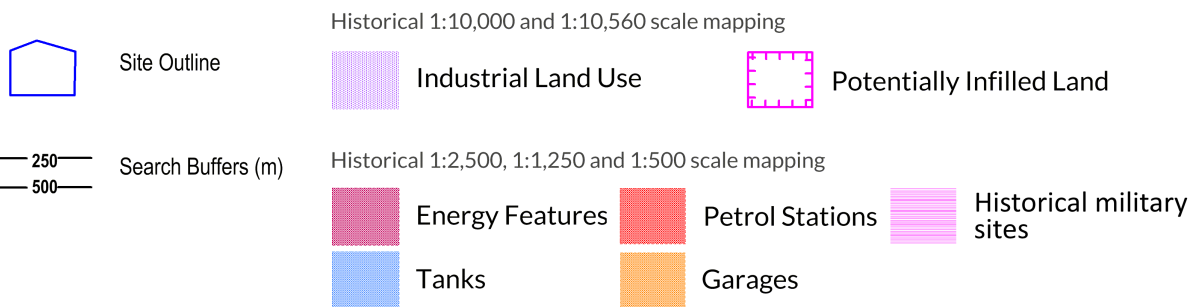 Historical 1:10,000 and 1:10,560 scale mapping
Site Outline
Industrial Land Use
Potentially Infilled Land
250
500
Search Buffers (m)
Historical 1:2,500, 1:1,250 and 1:500 scale mapping
Energy Features
Petrol Stations
Historical military
sites
Tanks
Garages